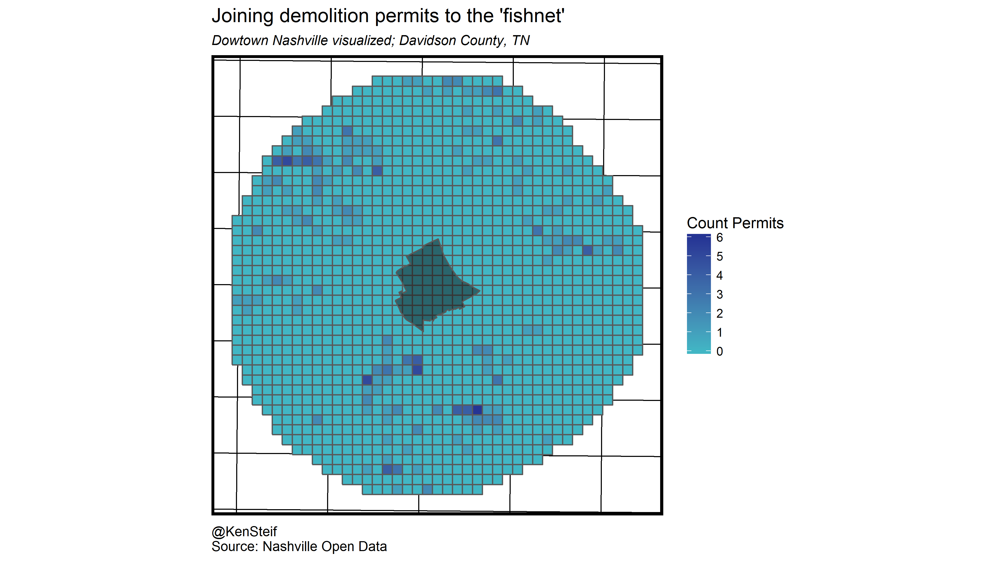 Joining demolition permits to the 'fishnet'
Dowtown Nashville visualized; Davidson County, TN
Count Permits
6
5
4
3
2
1
0
@KenSteif
Source: Nashville Open Data